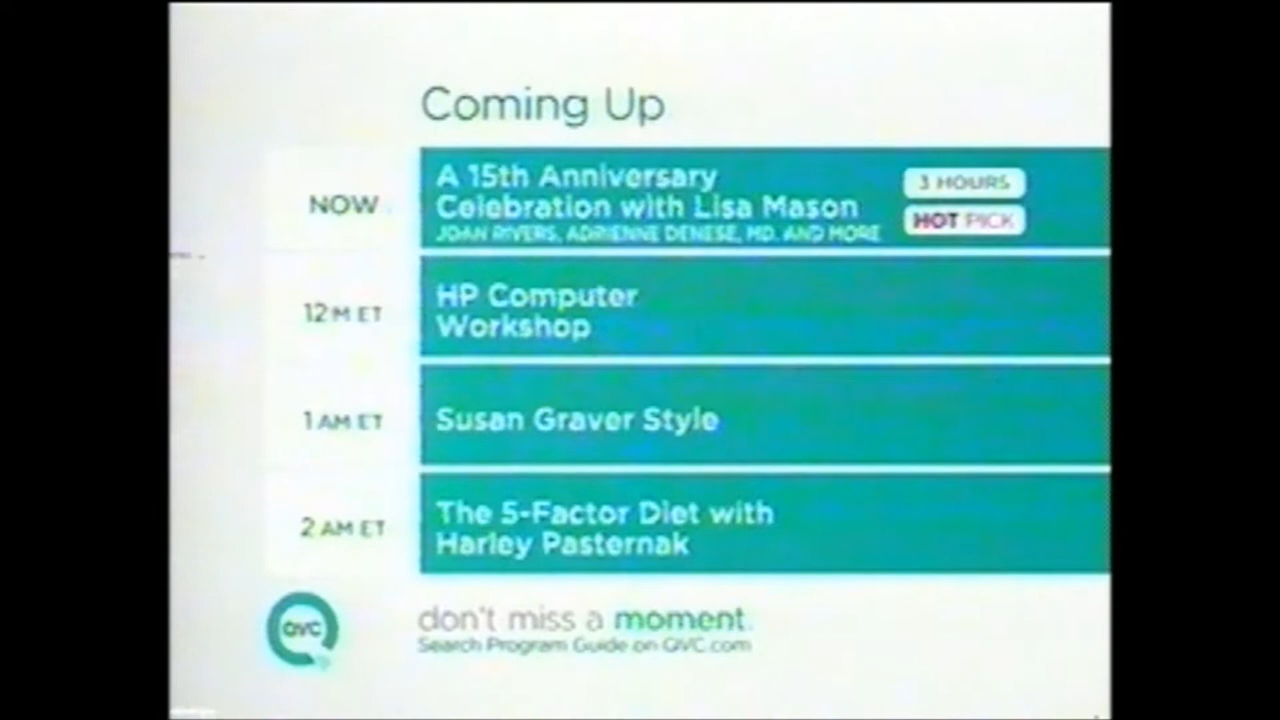 Coming Up
NOW
A 15th Anniversary
Celebration with Lisa Mason
JOAN RIVERS, ADRIENNE DENESE, MD. AND MORE
3 HOURS
HOT PICK
12M ET
HP Computer
Workshop
1 AM ET
Susan Graver Style
2 AM ET
The 5-Factor Diet with
Harley Pasternak
QVC
don't miss a moment.
Search Program Guide on QVC.com